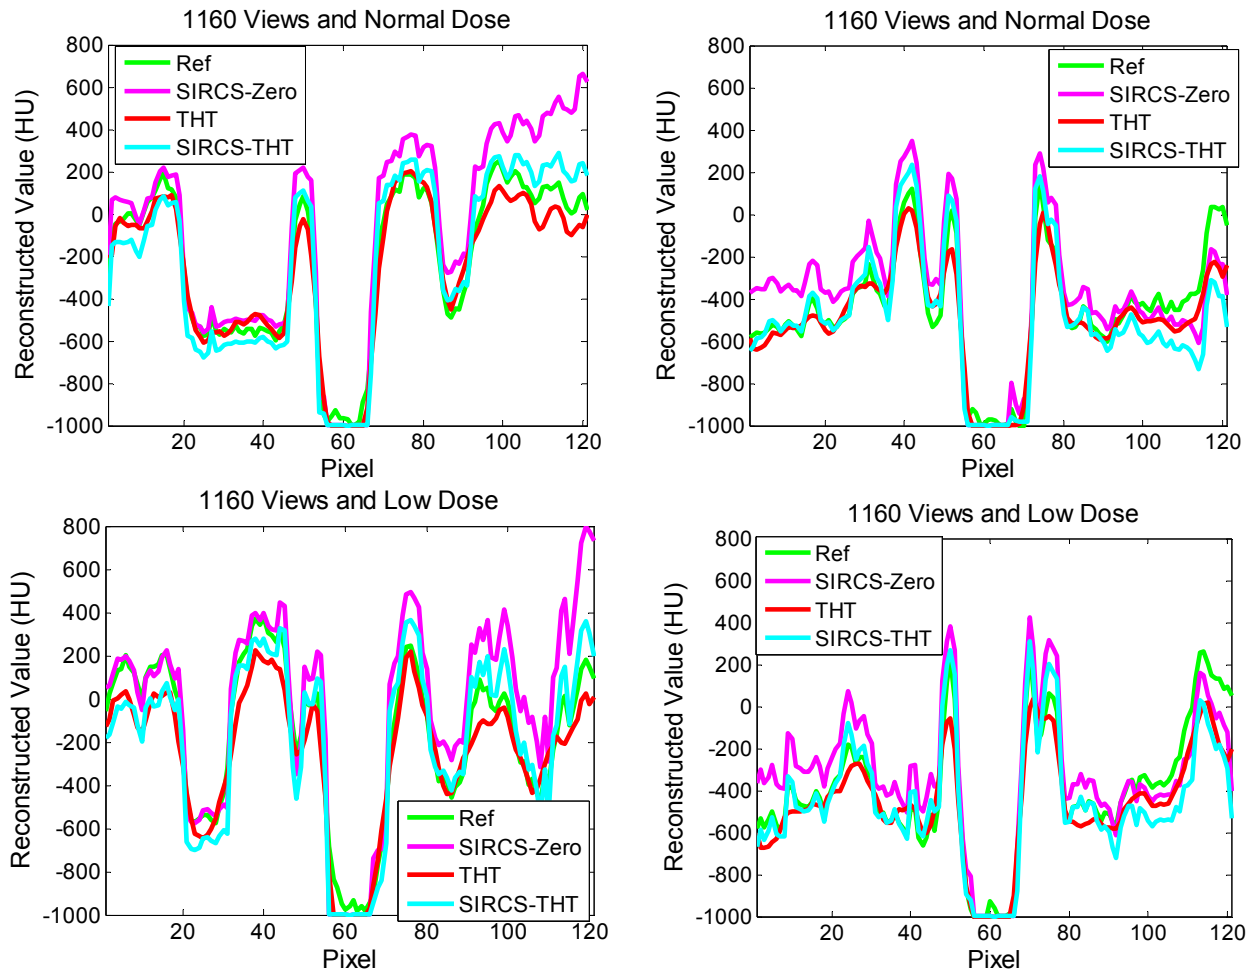 1160 Views and Normal Dose
800
600
400
200
0
-200
-400
-600
-800
-1000
Reconstructed Value (HU)
Ref
SIRCS-Zero
THT
SIRCS-THT
20
40
60
80
100
120
Pixel
1160 Views and Normal Dose
800
600
400
200
0
-200
-400
-600
-800
-1000
Reconstructed Value (HU)
Ref
SIRCS-Zero
THT
SIRCS-THT
20
40
60
80
100
120
Pixel
1160 Views and Low Dose
800
600
400
200
0
-200
-400
-600
-800
-1000
Reconstructed Value (HU)
Ref
SIRCS-Zero
THT
SIRCS-THT
20
40
60
80
100
120
Pixel
1160 Views and Low Dose
800
600
400
200
0
-200
-400
-600
-800
-1000
Reconstructed Value (HU)
Ref
SIRCS-Zero
THT
SIRCS-THT
20
40
60
80
100
120
Pixel